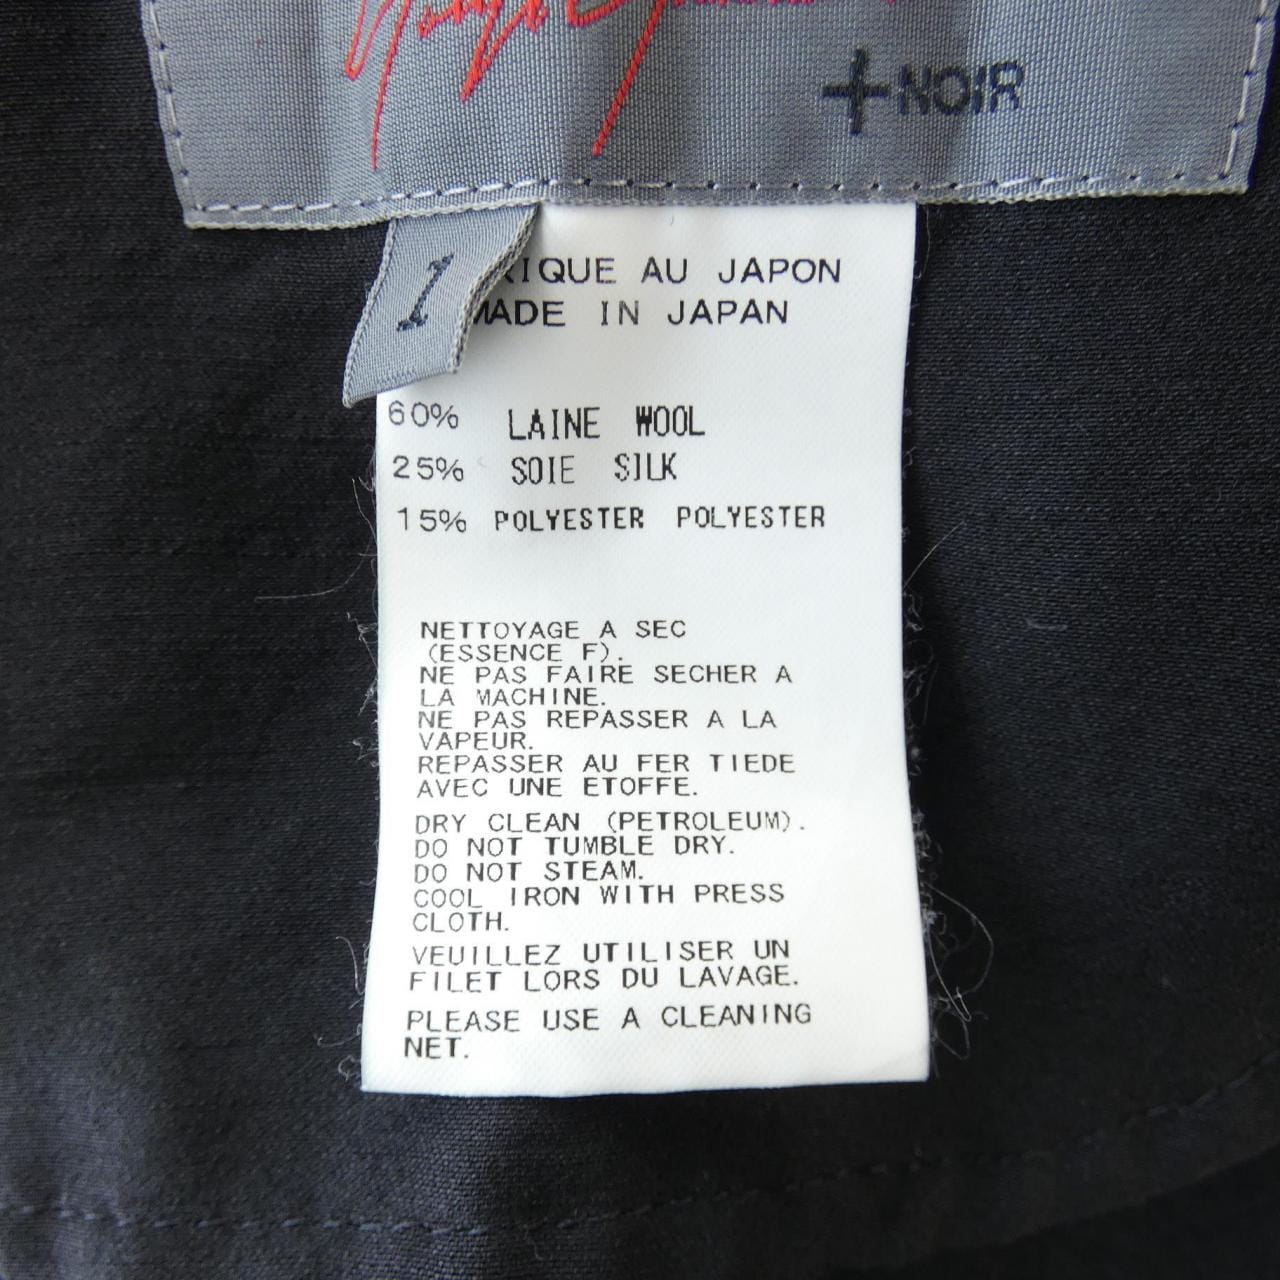 Yohji
+NOIR
1
RIQUE AU JAPON
MADE IN JAPAN
60% LAINE WOOL
25% SOIE SILK
15% POLYESTER POLYESTER
NETTOYAGE A SEC
(ESSENCE F).
NE PAS FAIRE SECHER A
LA MACHINE.
NE PAS REPASSER A LA
VAPEUR.
REPASSER AU FER TIEDE
AVEC UNE ETOFFE.
DRY CLEAN (PETROLEUM).
DO NOT TUMBLE DRY.
DO NOT STEAM.
COOL IRON WITH PRESS
CLOTH.
VEUILLEZ UTILISER UN
FILET LORS DU LAVAGE.
PLEASE USE A CLEANING
NET.